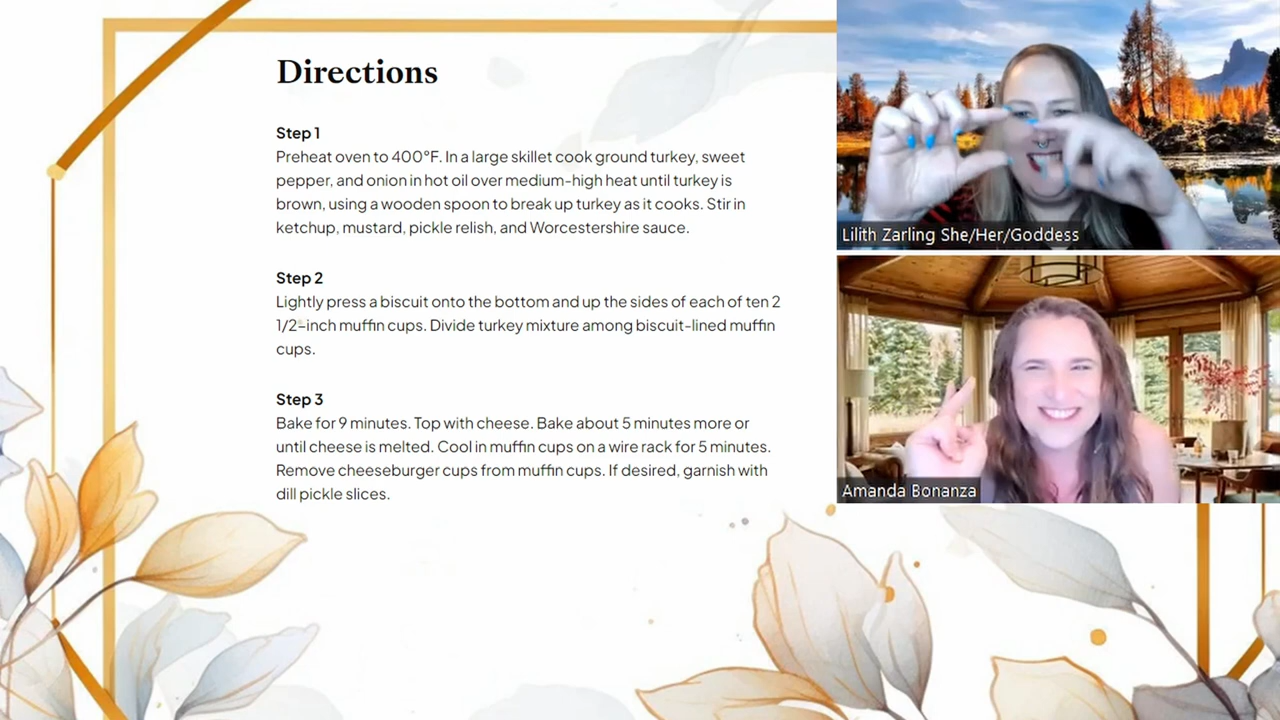 Directions
Step 1
Preheat oven to 400°F. In a large skillet cook ground turkey, sweet
pepper, and onion in hot oil over medium-high heat until turkey is
brown, using a wooden spoon to break up turkey as it cooks. Stir in
ketchup, mustard, pickle relish, and Worcestershire sauce.
Step 2
Lightly press a biscuit onto the bottom and up the sides of each of ten 2
1/2-inch muffin cups. Divide turkey mixture among biscuit-lined muffin
cups.
Step 3
Bake for 9 minutes. Top with cheese. Bake about 5 minutes more or
until cheese is melted. Cool in muffin cups on a wire rack for 5 minutes.
Remove cheeseburger cups from muffin cups. If desired, garnish with
dill pickle slices.
Lilith Zarling She/Her/Goddess
Amanda Bonanza